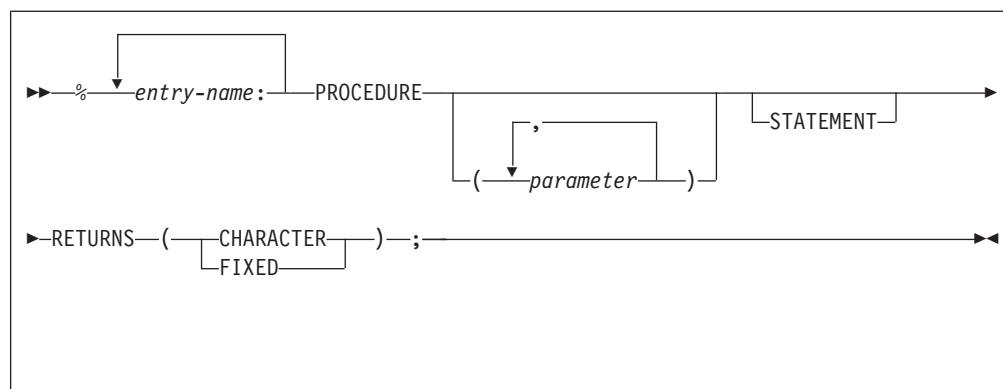 % entry-name: PROCEDURE
STATEMENT
,
( parameter )
RETURNS ( CHARACTER ) ;
FIXED